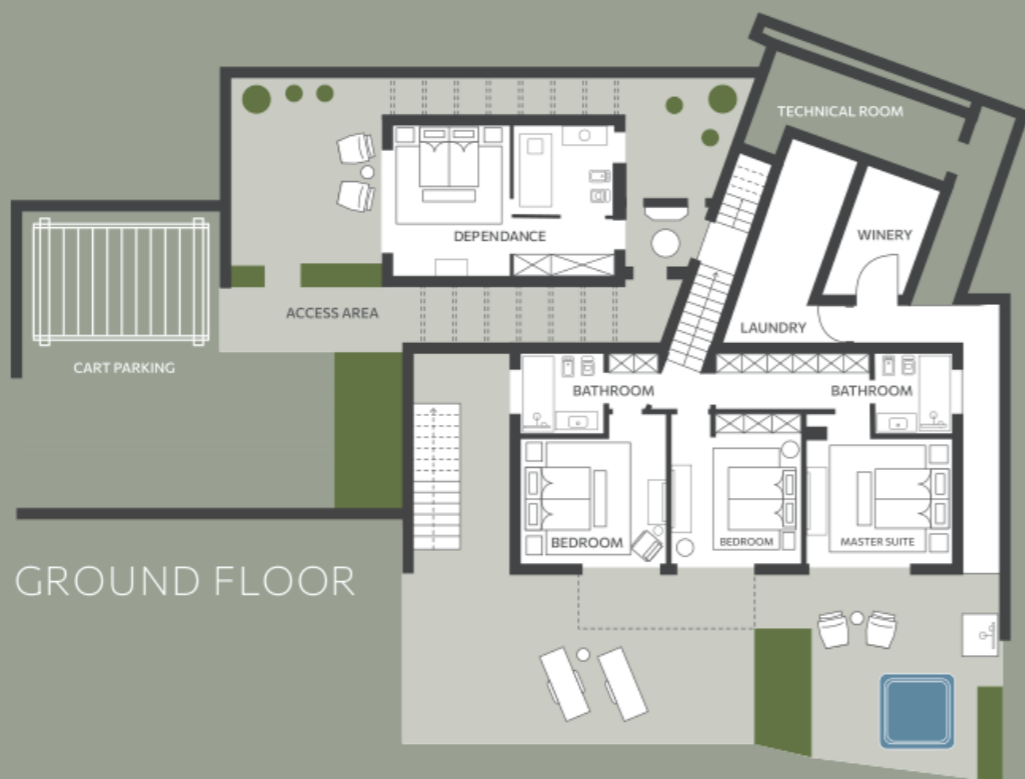 TECHNICAL ROOM
DEPENDANCE
WINERY
ACCESS AREA
LAUNDRY
CART PARKING
BATHROOM
BATHROOM
BEDROOM
BEDROOM
MASTER SUITE
GROUND FLOOR